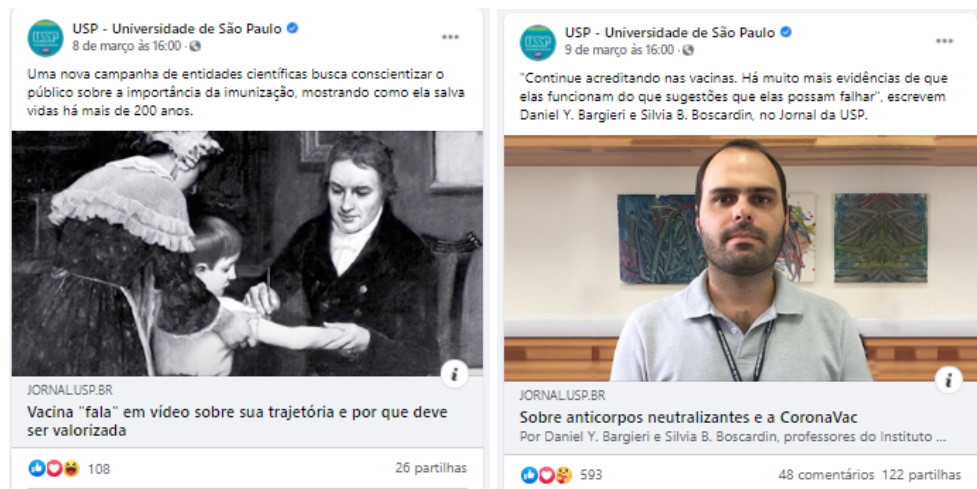 USP - Universidade de São Paulo
8 de março às 16:00 ·
Uma nova campanha de entidades científicas busca conscientizar o
público sobre a importância da imunização, mostrando como ela salva
vidas há mais de 200 anos.
JORNAL.USP.BR
Vacina "fala" em vídeo sobre sua trajetória e por que deve
ser valorizada
108
26 partilhas
USP - Universidade de São Paulo
9 de março às 16:00 ·
"Continue acreditando nas vacinas. Há muito mais evidências de que
elas funcionam do que sugestões que elas possam falhar", escrevem
Daniel Y. Bargieri e Silvia B. Boscardin, no Jornal da USP.
JORNAL.USP.BR
Sobre anticorpos neutralizantes e a CoronaVac
Por Daniel Y. Bargieri e Silvia B. Boscardin, professores do Instituto ...
593
48 comentários 122 partilhas